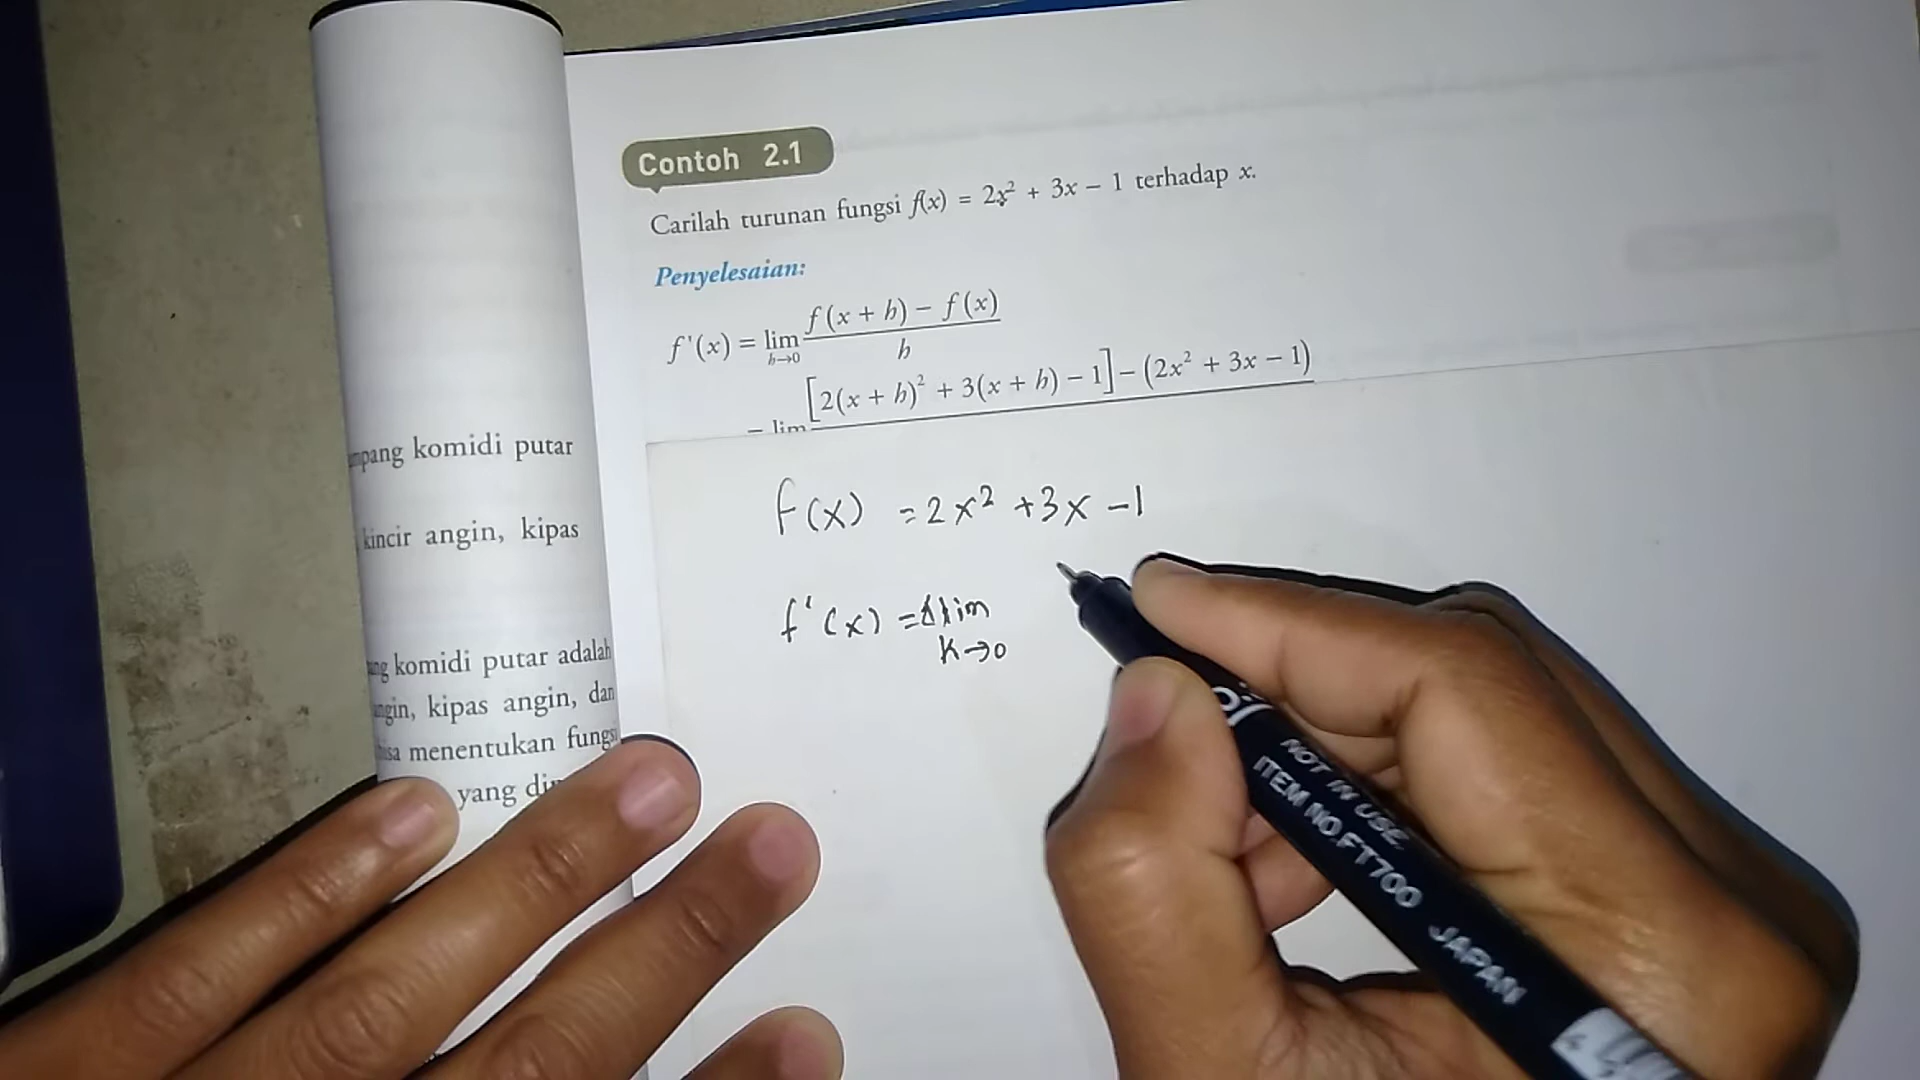 Contoh 2.1
Carilah turunan fungsi f(x) = 2x² + 3x − 1 terhadap x.
Penyelesaian:
f'(x) = lim h→0 f(x + h) − f(x) / h
= lim [2(x + h)² + 3(x + h) − 1] − (2x² + 3x − 1)
f(x) = 2x² + 3x − 1
f'(x) = lim
h→0
komidi putar
kincir angin, kipas
komidi putar adalah
kipas angin, dan
menentukan fungsi
yang
NOT IN USE
ITEM NO.FT700 JAPAN